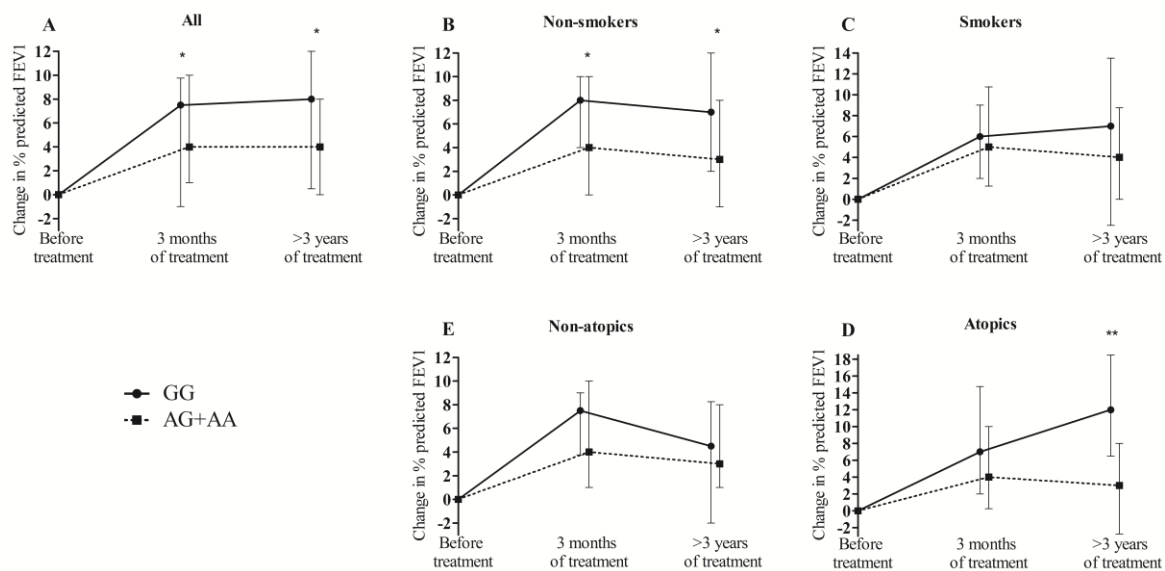 A
All
Change in % predicted FEV1
12
10
8
6
4
2
0
-2
*
*
Before
treatment
3 months
of treatment
>3 years
of treatment
B
Non-smokers
Change in % predicted FEV1
12
10
8
6
4
2
0
-2
*
*
Before
treatment
3 months
of treatment
>3 years
of treatment
C
Smokers
Change in % predicted FEV1
14
12
10
8
6
4
2
0
-2
Before
treatment
3 months
of treatment
>3 years
of treatment
GG
AG+AA
E
Non-atopics
Change in % predicted FEV1
12
10
8
6
4
2
0
-2
Before
treatment
3 months
of treatment
>3 years
of treatment
D
Atopics
Change in % predicted FEV1
18
16
14
12
10
8
6
4
2
0
-2
**
Before
treatment
3 months
of treatment
>3 years
of treatment